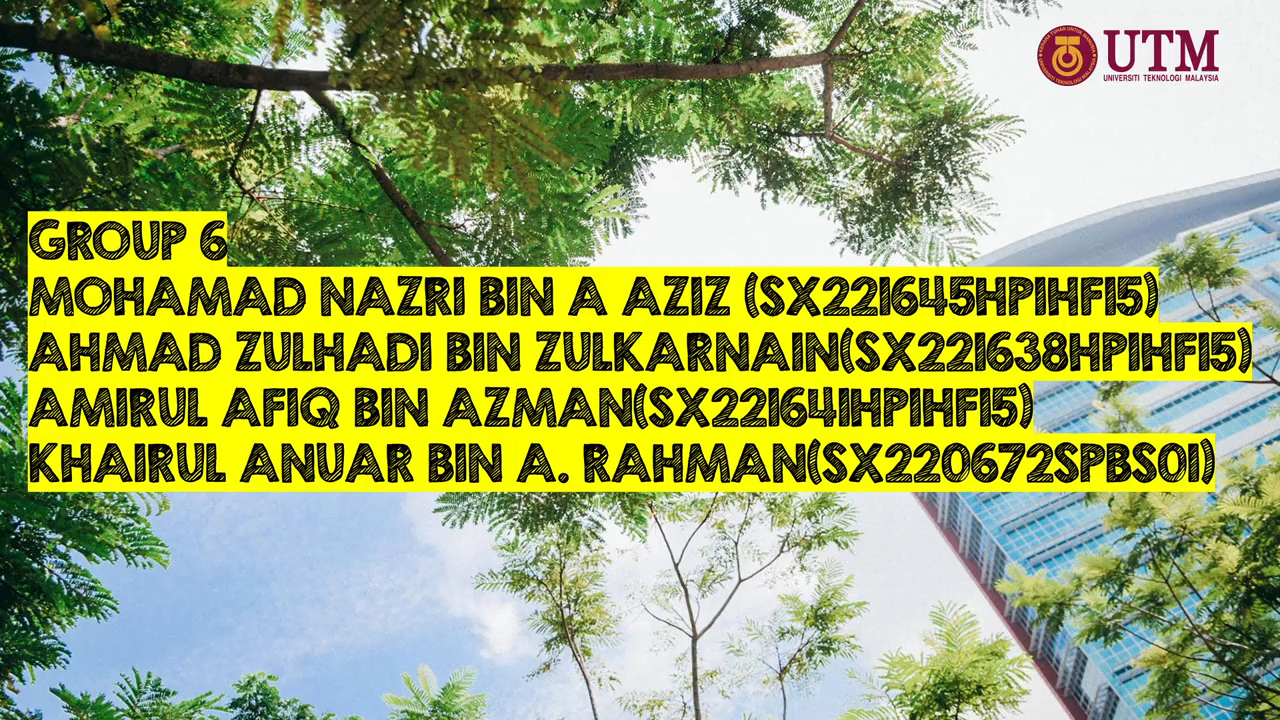 UTM
UNIVERSITI TEKNOLOGI MALAYSIA
GROUP 6
MOHAMAD NAZRI BIN A AZIZ (SX221645HPIHF15)
AHMAD ZULHADI BIN ZULKARNAIN(SX221638HPIHF15)
AMIRUL AFIQ BIN AZMAN(SX221641HPIHF15)
KHAIRUL ANUAR BIN A. RAHMAN(SX220672SPBS01)